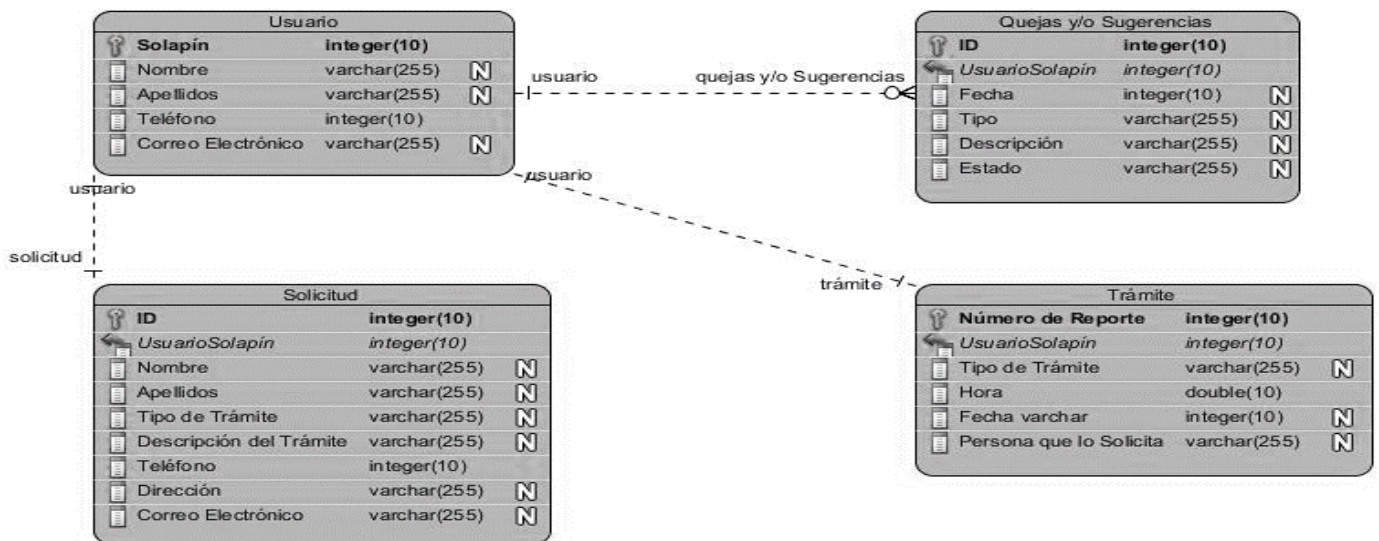 Usuario
Solapín integer(10)
Nombre varchar(255) N
Apellidos varchar(255) N
Teléfono integer(10)
Correo Electrónico varchar(255) N
usuario
quejas y/o Sugerencias
Quejas y/o Sugerencias
ID integer(10)
UsuarioSolapín integer(10)
Fecha integer(10) N
Tipo varchar(255) N
Descripción varchar(255) N
Estado varchar(255) N
usuario
usuario
solicitud
trámite
Solicitud
ID integer(10)
UsuarioSolapín integer(10)
Nombre varchar(255) N
Apellidos varchar(255) N
Tipo de Trámite varchar(255) N
Descripción del Trámite varchar(255) N
Teléfono integer(10)
Dirección varchar(255) N
Correo Electrónico varchar(255) N
Trámite
Número de Reporte integer(10)
UsuarioSolapín integer(10)
Tipo de Trámite varchar(255) N
Hora double(10)
Fecha varchar integer(10) N
Persona que lo Solicita varchar(255) N